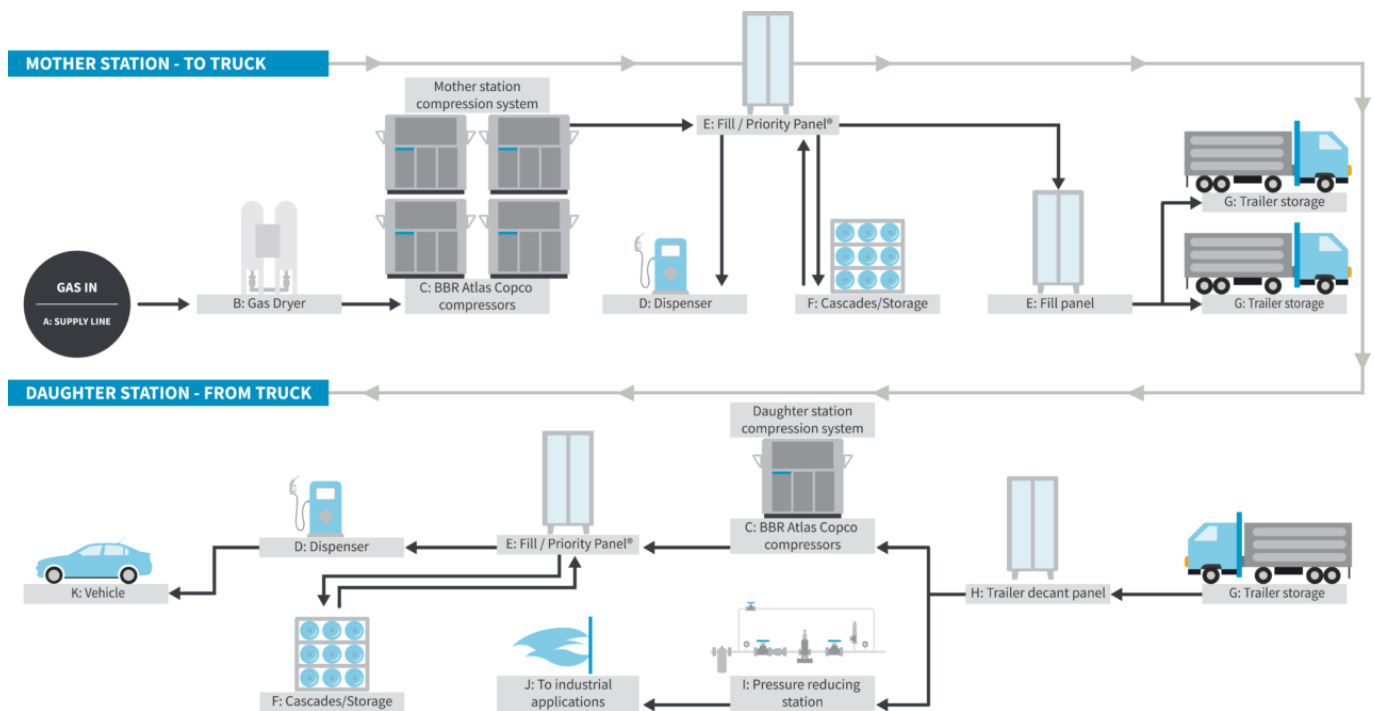 MOTHER STATION - TO TRUCK
Mother station
compression system
E: Fill / Priority Panel®
G: Trailer storage
GAS IN
A: SUPPLY LINE
B: Gas Dryer
C: BBR Atlas Copco
compressors
D: Dispenser
F: Cascades/Storage
E: Fill panel
G: Trailer storage
DAUGHTER STATION - FROM TRUCK
Daughter station
compression system
C: BBR Atlas Copco
compressors
E: Fill / Priority Panel®
D: Dispenser
K: Vehicle
H: Trailer decant panel
G: Trailer storage
F: Cascades/Storage
J: To industrial
applications
I: Pressure reducing
station